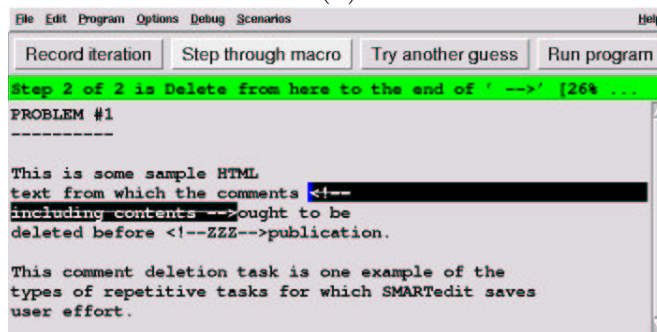 File Edit Program Options Debug Scenarios Help
Record iteration Step through macro Try another guess Run program
Step 2 of 2 is Delete from here to the end of ' -->' [26% ...
PROBLEM #1
----------
This is some sample HTML
text from which the comments <!--
including contents -->ought to be
deleted before <!--ZZZ-->publication.
This comment deletion task is one example of the
types of repetitive tasks for which SMARTedit saves
user effort.